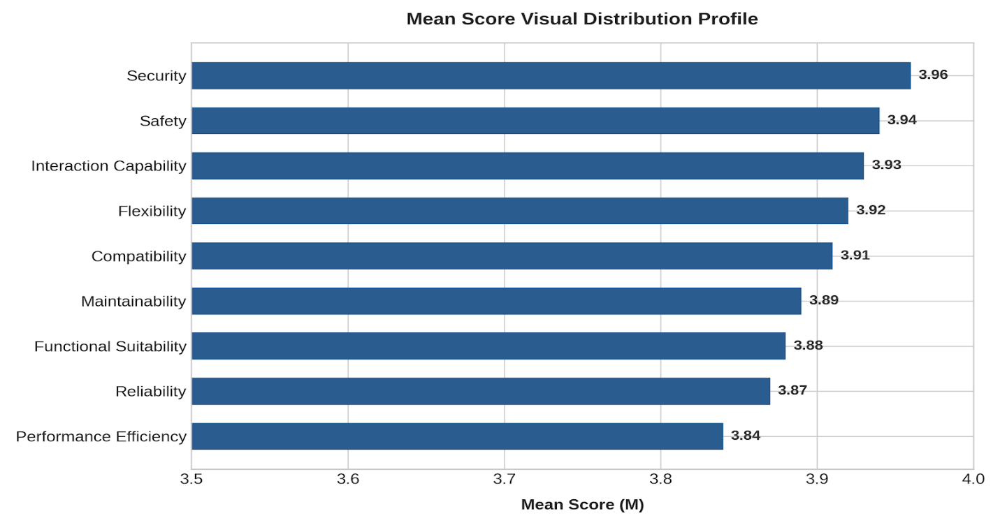 Mean Score Visual Distribution Profile
Security 3.96
Safety 3.94
Interaction Capability 3.93
Flexibility 3.92
Compatibility 3.91
Maintainability 3.89
Functional Suitability 3.88
Reliability 3.87
Performance Efficiency 3.84
3.5 3.6 3.7 3.8 3.9 4.0
Mean Score (M)